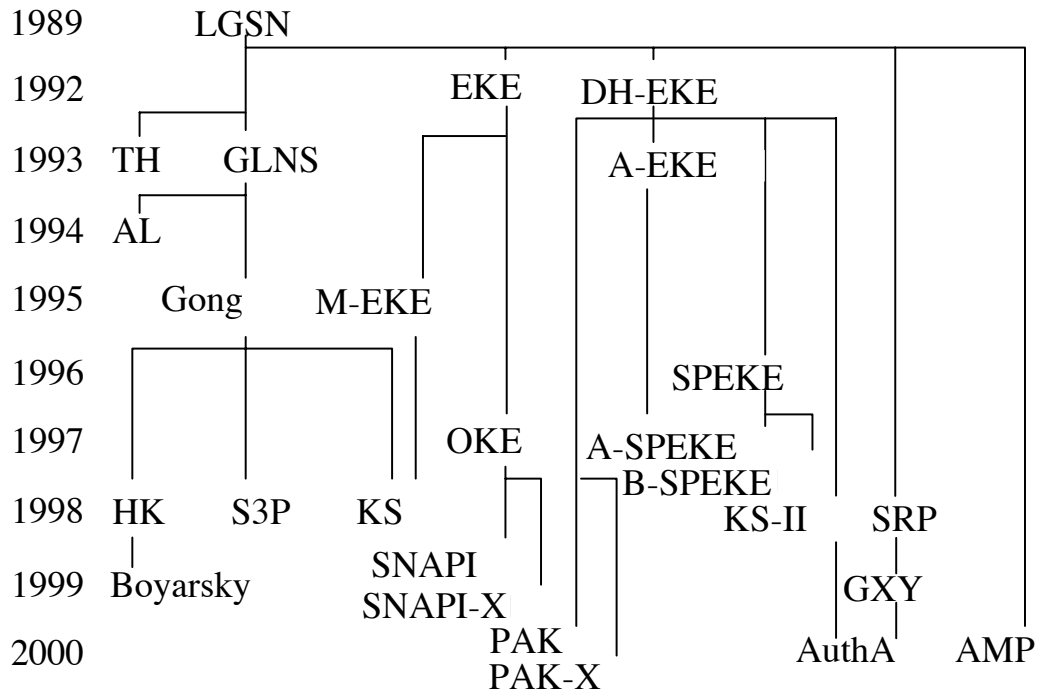 1989 LGSN
1992 EKE DH-EKE
1993 TH GLNS A-EKE
1994 AL
1995 Gong M-EKE
1996 SPEKE
1997 OKE A-SPEKE
B-SPEKE
1998 HK S3P KS KS-II SRP
SNAPI
1999 Boyarsky GXY
SNAPI-X
PAK
2000 AuthA AMP
PAK-X